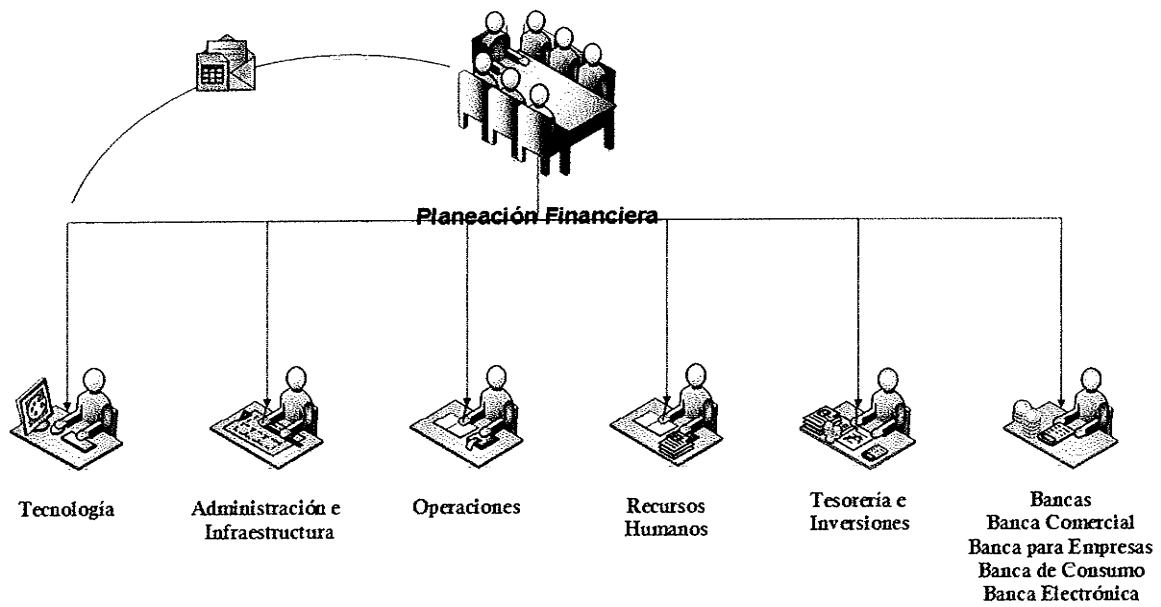 Planeación Financiera
Tecnología
Administración e
Infraestructura
Operaciones
Recursos
Humanos
Tesorería e
Inversiones
Bancas
Banca Comercial
Banca para Empresas
Banca de Consumo
Banca Electrónica